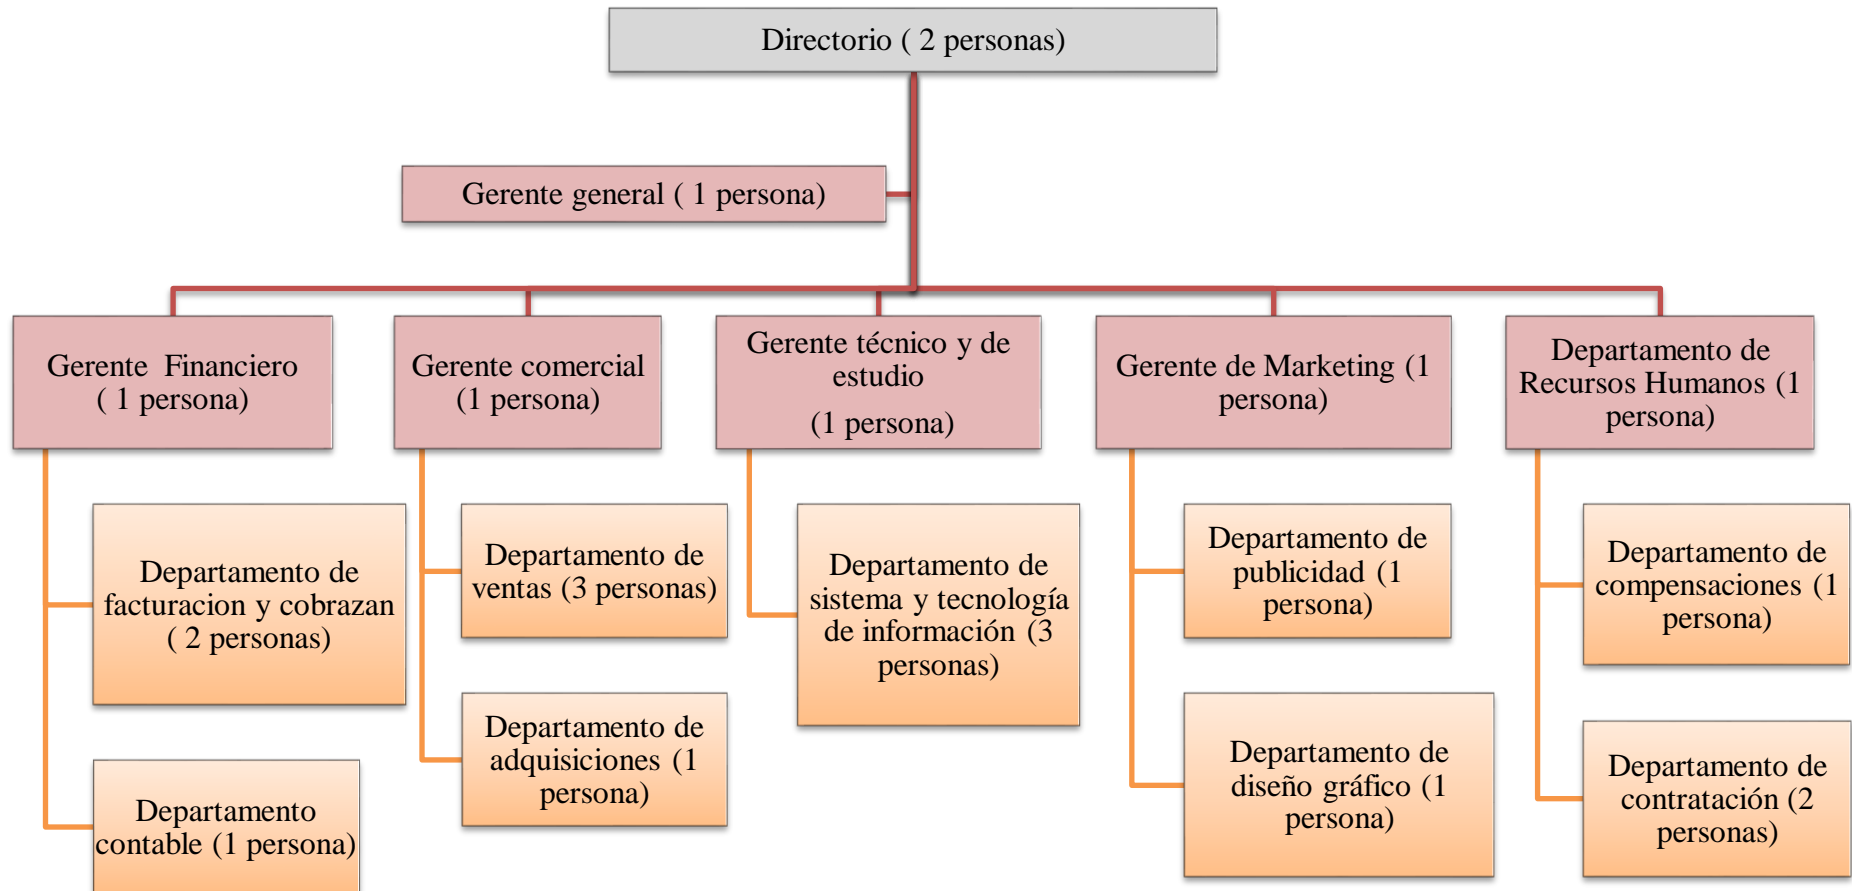 Directorio ( 2 personas)
Gerente general ( 1 persona)
Gerente Financiero
( 1 persona)
Gerente comercial
(1 persona)
Gerente técnico y de
estudio
(1 persona)
Gerente de Marketing (1
persona)
Departamento de
Recursos Humanos (1
persona)
Departamento de
facturacion y cobrazan
( 2 personas)
Departamento
contable (1 persona)
Departamento de
ventas (3 personas)
Departamento de
adquisiciones (1
persona)
Departamento de
sistema y tecnología
de información (3
personas)
Departamento de
publicidad (1
persona)
Departamento de
diseño gráfico (1
persona)
Departamento de
compensaciones (1
persona)
Departamento de
contratación (2
personas)